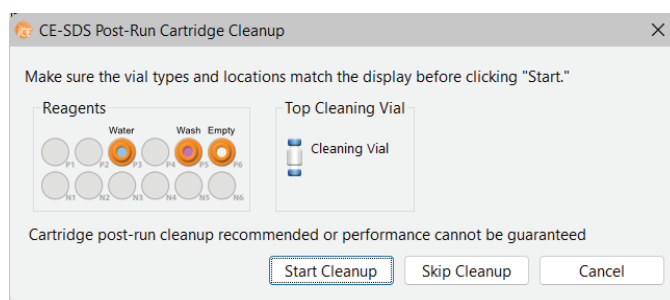 CE-SDS Post-Run Cartridge Cleanup
Make sure the vial types and locations match the display before clicking "Start."
Reagents
Water Wash Empty
P1 P2 P3 P4 P5 P6
N1 N2 N3 N4 N5 N6
Top Cleaning Vial
Cleaning Vial
Cartridge post-run cleanup recommended or performance cannot be guaranteed
Start Cleanup Skip Cleanup Cancel